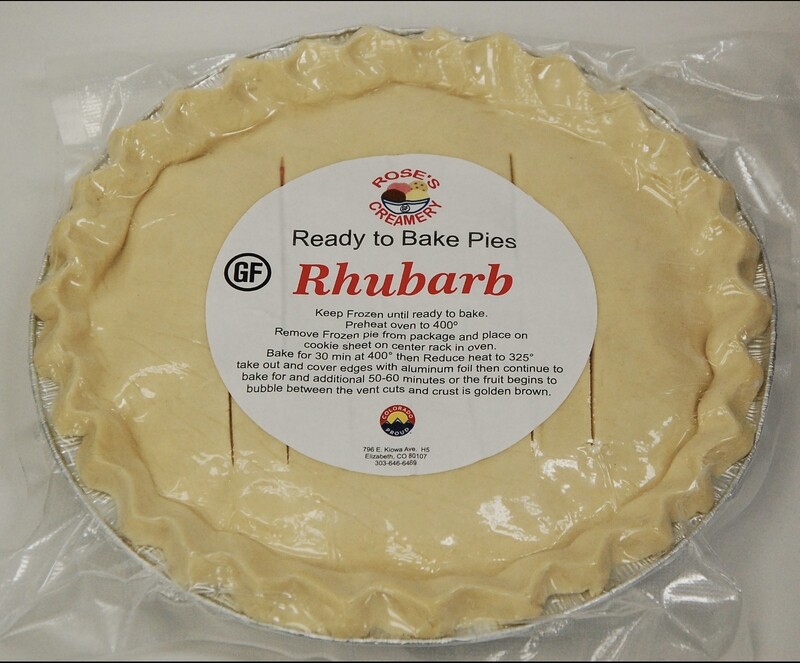 ROSE'S
GF
CREAMERY
Ready to Bake Pies
GF
Rhubarb
Keep Frozen until ready to bake.
Preheat oven to 400º
Remove Frozen pie from package and place on
cookie sheet on center rack in oven.
Bake for 30 min at 400° then Reduce heat to 325°
take out and cover edges with aluminum foil then continue to
bake for and additional 50-60 minutes or the fruit begins to
bubble between the vent cuts and crust is golden brown.
COLORADO
PROUD
796 E. Kiowa Ave. H5
Elizabeth, CO 80107
303-646-6469